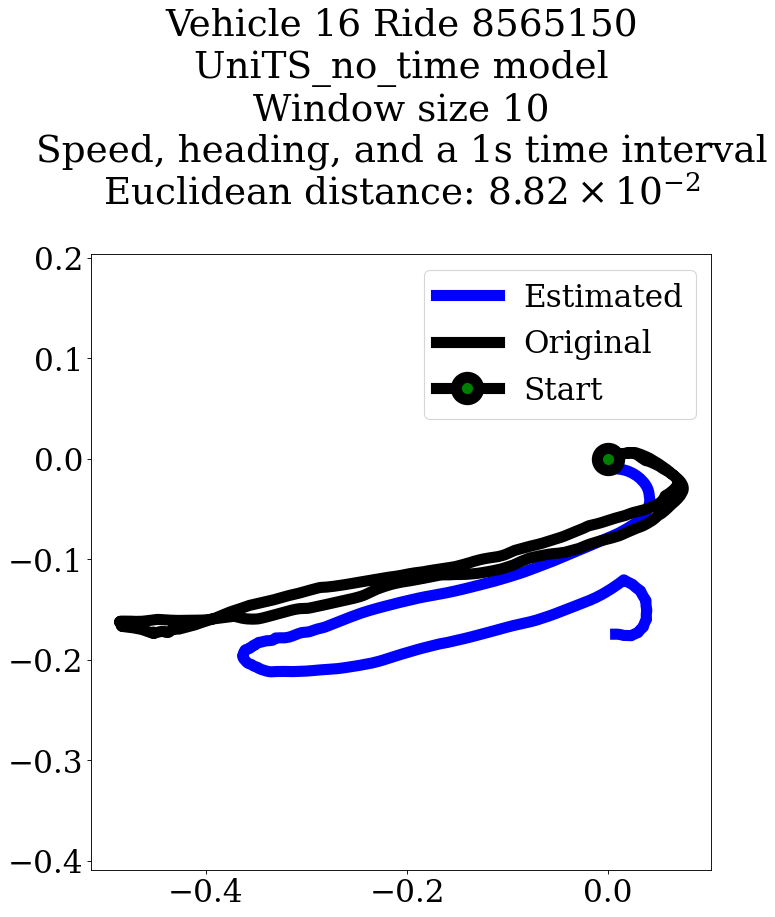 Vehicle 16 Ride 8565150
UniTS_no_time model
Window size 10
Speed, heading, and a 1s time interval
Euclidean distance: 8.82 × 10⁻²
Estimated
Original
Start
0.2
0.1
0.0
−0.1
−0.2
−0.3
−0.4
−0.4
−0.2
0.0